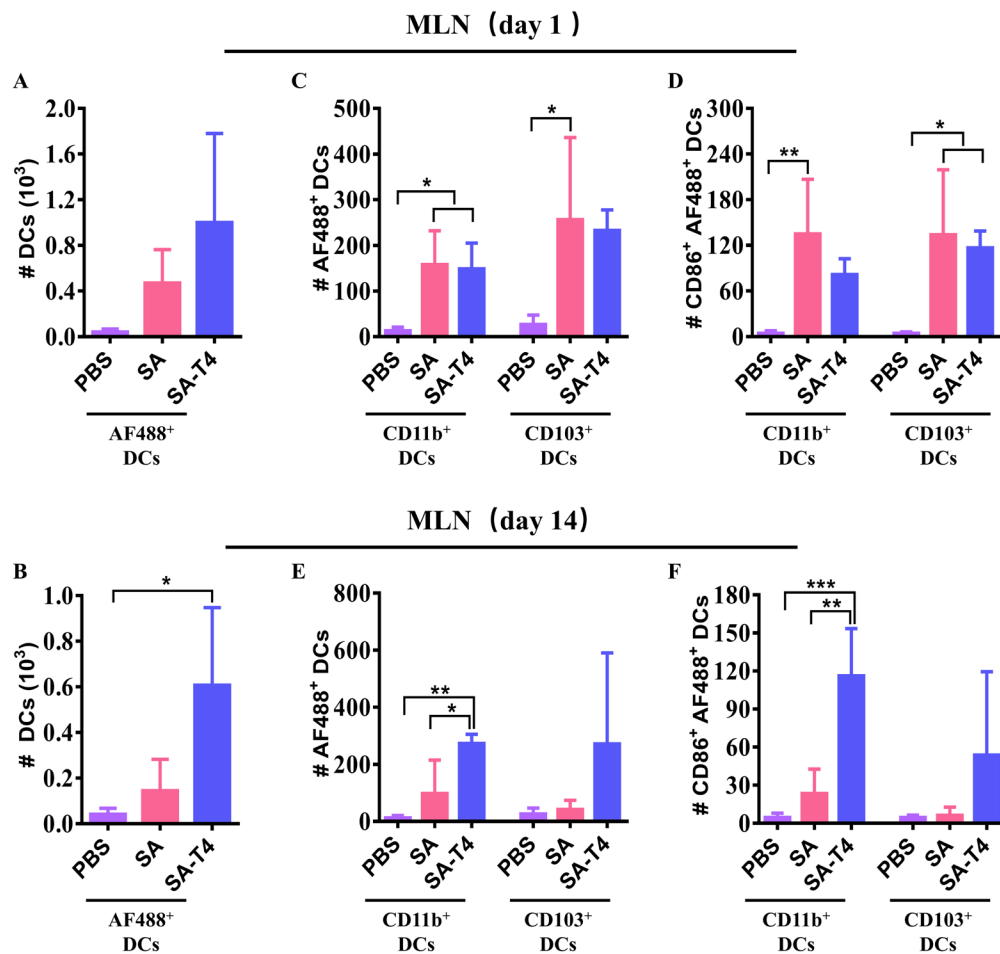 MLN (day 1 )
A
# DCs (10³)
2.0
1.6
1.2
0.8
0.4
0.0
PBS
SA
SA-T4
AF488⁺
DCs
C
# AF488⁺ DCs
500
400
300
200
100
0
*
*
PBS
SA
SA-T4
PBS
SA
SA-T4
CD11b⁺
DCs
CD103⁺
DCs
D
# CD86⁺ AF488⁺ DCs
300
240
180
120
60
0
**
*
PBS
SA
SA-T4
PBS
SA
SA-T4
CD11b⁺
DCs
CD103⁺
DCs
MLN (day 14)
B
# DCs (10³)
1.0
0.8
0.6
0.4
0.2
0.0
*
PBS
SA
SA-T4
AF488⁺
DCs
E
# AF488⁺ DCs
800
600
400
200
0
**
*
PBS
SA
SA-T4
PBS
SA
SA-T4
CD11b⁺
DCs
CD103⁺
DCs
F
# CD86⁺ AF488⁺ DCs
180
150
120
90
60
30
0
***
**
PBS
SA
SA-T4
PBS
SA
SA-T4
CD11b⁺
DCs
CD103⁺
DCs